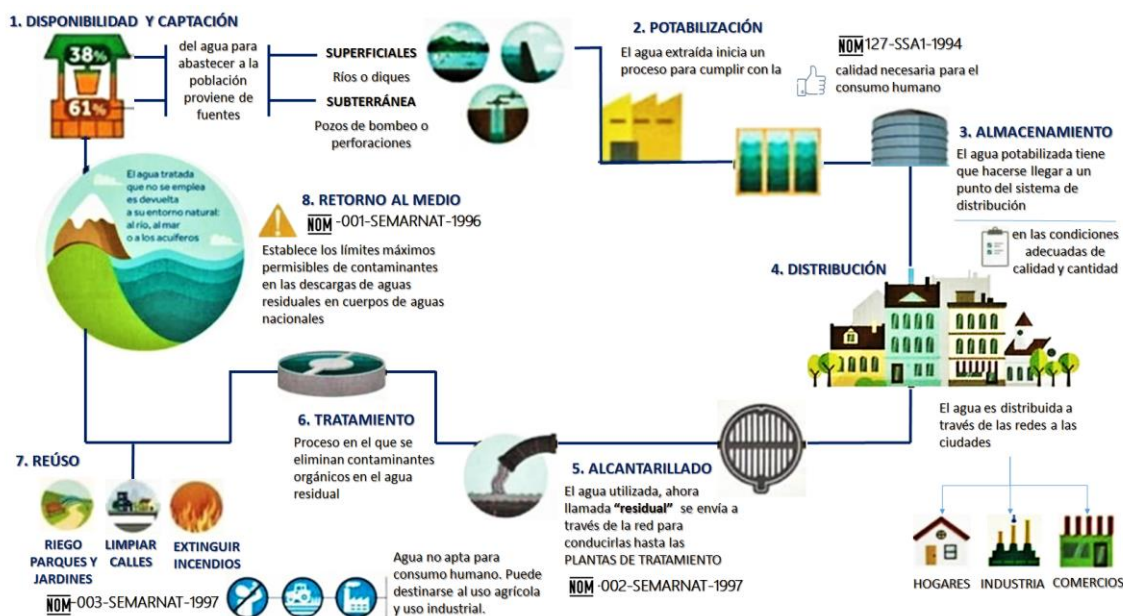 1. DISPONIBILIDAD Y CAPTACIÓN
38%
61%
del agua para
abastecer a la
población
proviene de
fuentes
SUPERFICIALES
Ríos o diques
SUBTERRÁNEA
Pozos de bombeo o
perforaciones
2. POTABILIZACIÓN
El agua extraída inicia un
proceso para cumplir con la
NOM 127-SSA1-1994
calidad necesaria para el
consumo humano
3. ALMACENAMIENTO
El agua potabilizada tiene
que hacerse llegar a un
punto del sistema de
distribución
en las condiciones
adecuadas de
calidad y cantidad
4. DISTRIBUCIÓN
El agua es distribuida a
través de las redes a las
ciudades
HOGARES
INDUSTRIA
COMERCIOS
5. ALCANTARILLADO
El agua utilizada, ahora
llamada “residual” se envía a
través de la red para
conducirlas hasta las
PLANTAS DE TRATAMIENTO
NOM -002-SEMARNAT-1997
6. TRATAMIENTO
Proceso en el que se
eliminan contaminantes
orgánicos en el agua
residual
7. REÚSO
RIEGO
PARQUES Y
JARDINES
LIMPIAR
CALLES
EXTINGUIR
INCENDIOS
NOM -003-SEMARNAT-1997
Agua no apta para
consumo humano. Puede
destinarse al uso agrícola
y uso industrial.
8. RETORNO AL MEDIO
NOM -001-SEMARNAT-1996
Establece los límites máximos
permisibles de contaminantes
en las descargas de aguas
residuales en cuerpos de aguas
nacionales
El agua tratada
que no se emplea
es devuelta
a su entorno natural:
al río, al mar
o a los acuíferos